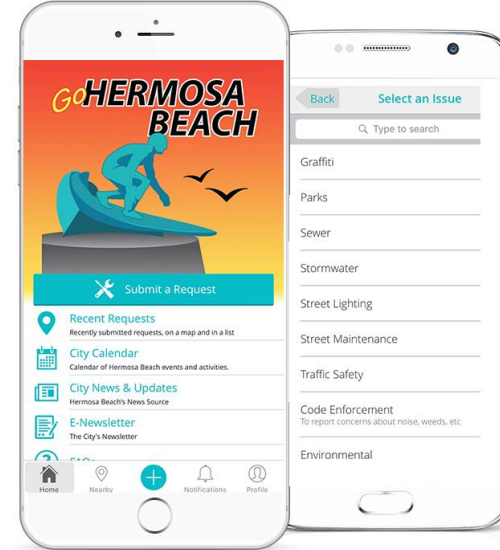 GoHERMOSA
BEACH
Submit a Request
Recent Requests
Recently submitted requests, on a map and in a list
City Calendar
Calendar of Hermosa Beach events and activities.
City News & Updates
Hermosa Beach's News Source
E-Newsletter
The City's Newsletter
FAQs
Home
Nearby
Notifications
Profile
Back
Select an Issue
Type to search
Graffiti
Parks
Sewer
Stormwater
Street Lighting
Street Maintenance
Traffic Safety
Code Enforcement
To report concerns about noise, weeds, etc
Environmental